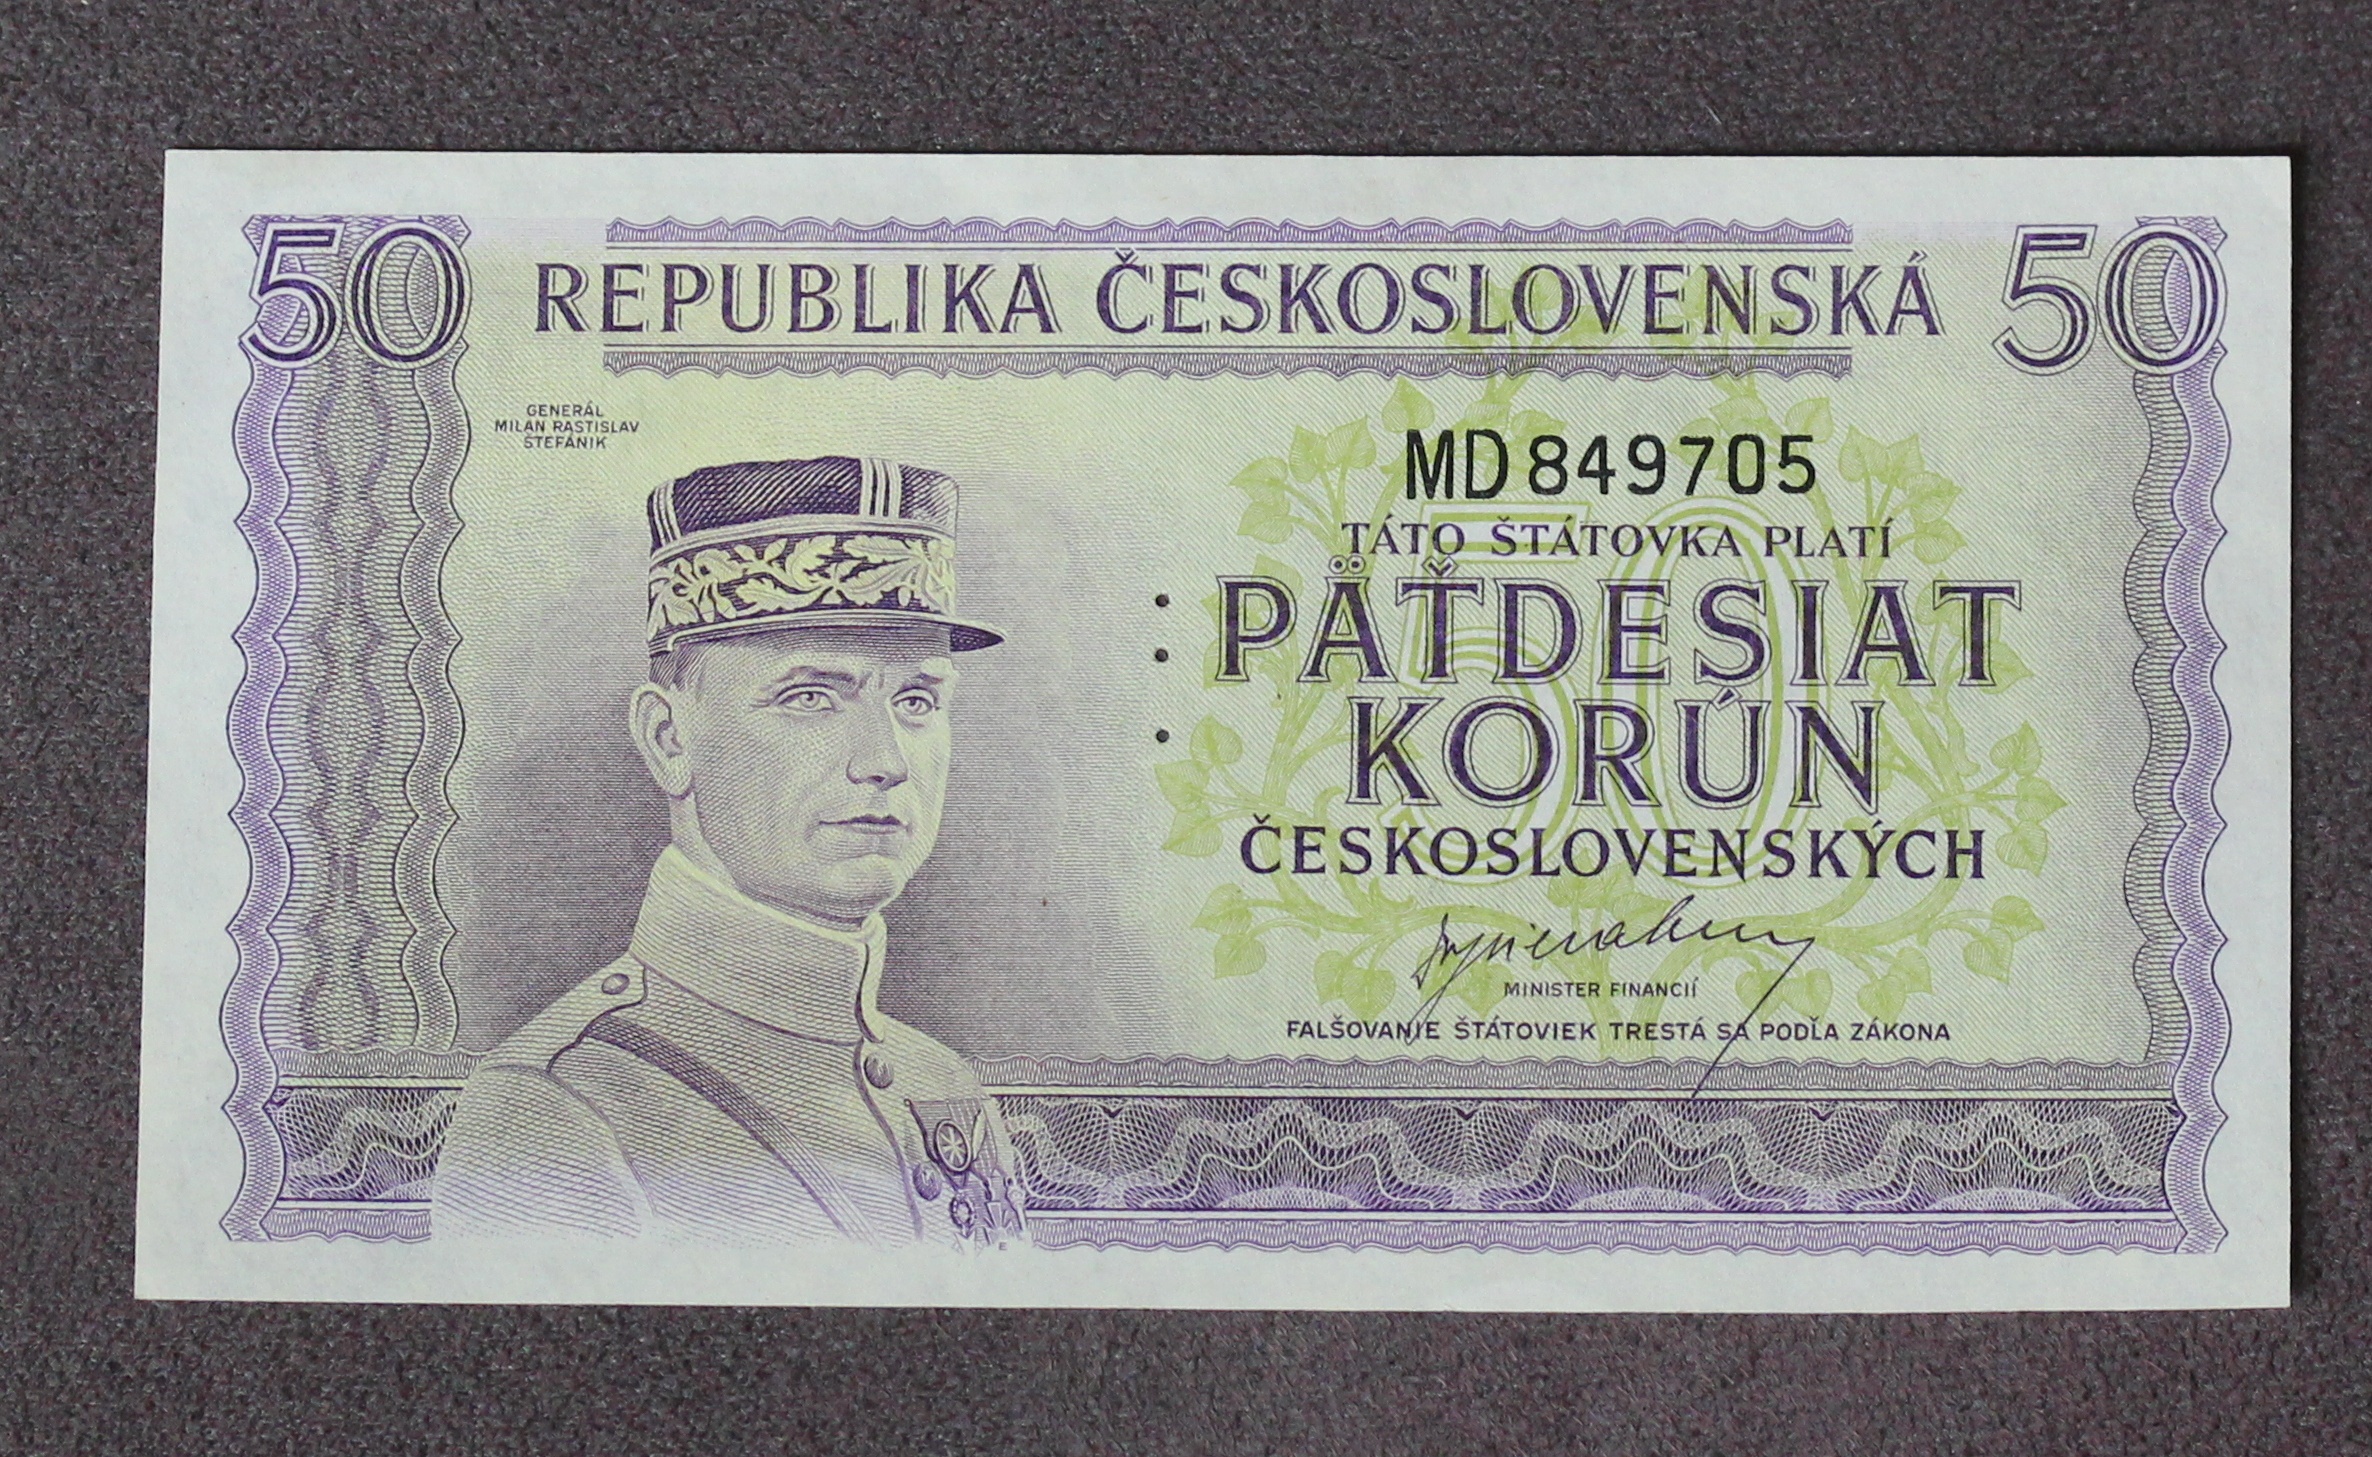 50 REPUBLIKA ČESKOSLOVENSKÁ 50
GENERÁL
MILAN RASTISLAV
ŠTEFÁNIK
MD 849705
TÁTO ŠTÁTOVKA PLATÍ
PÄŤDESIAT
KORÚN
ČESKOSLOVENSKÝCH
50
MINISTER FINANCIÍ
FALŠOVANIE ŠTÁTOVIEK TRESTÁ SA PODĽA ZÁKONA
E